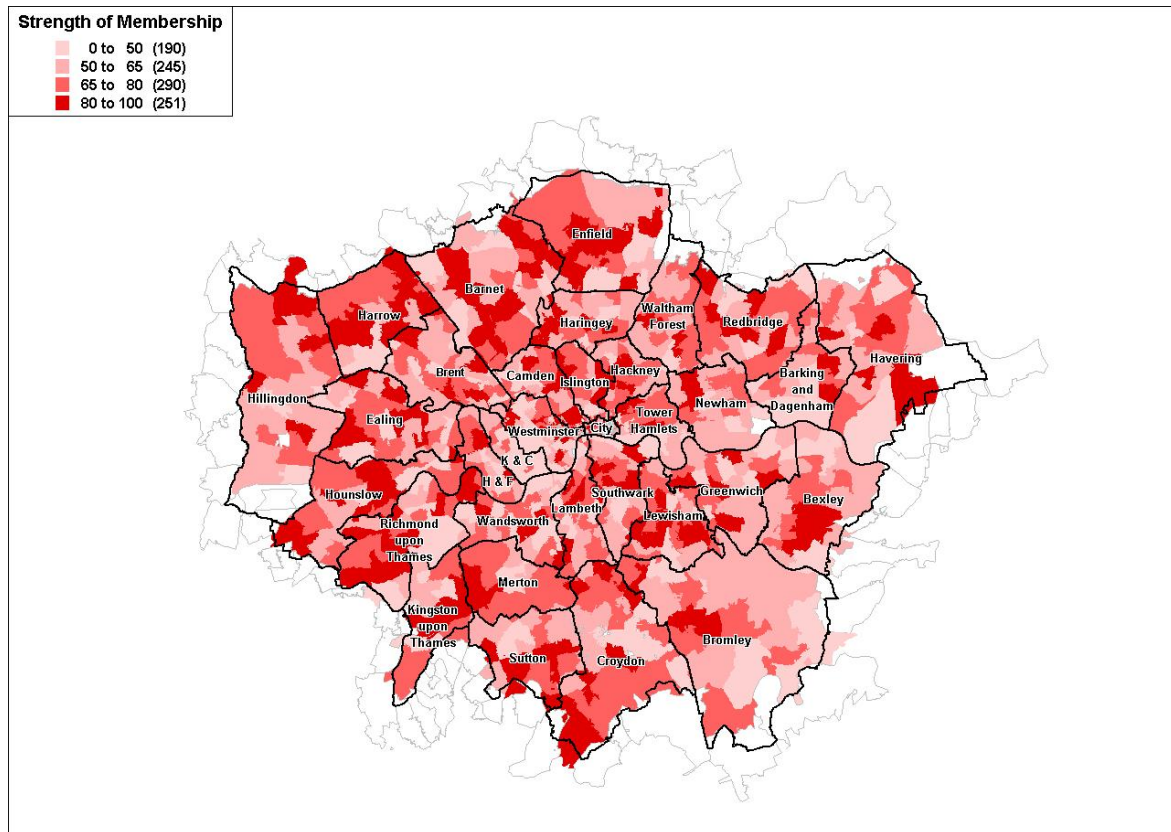 Strength of Membership
0 to 50 (190)
50 to 65 (245)
65 to 80 (290)
80 to 100 (251)
Enfield
Barnet
Harrow
Haringey
Waltham
Forest
Redbridge
Havering
Brent
Camden
Islington
Hackney
Barking
and
Dagenham
Hillingdon
Ealing
Newham
Tower
Hamlets
Westminster
City
K & C
H & F
Hounslow
Southwark
Greenwich
Bexley
Lambeth
Lewisham
Wandsworth
Richmond
upon
Thames
Merton
Kingston
upon
Thames
Bromley
Sutton
Croydon